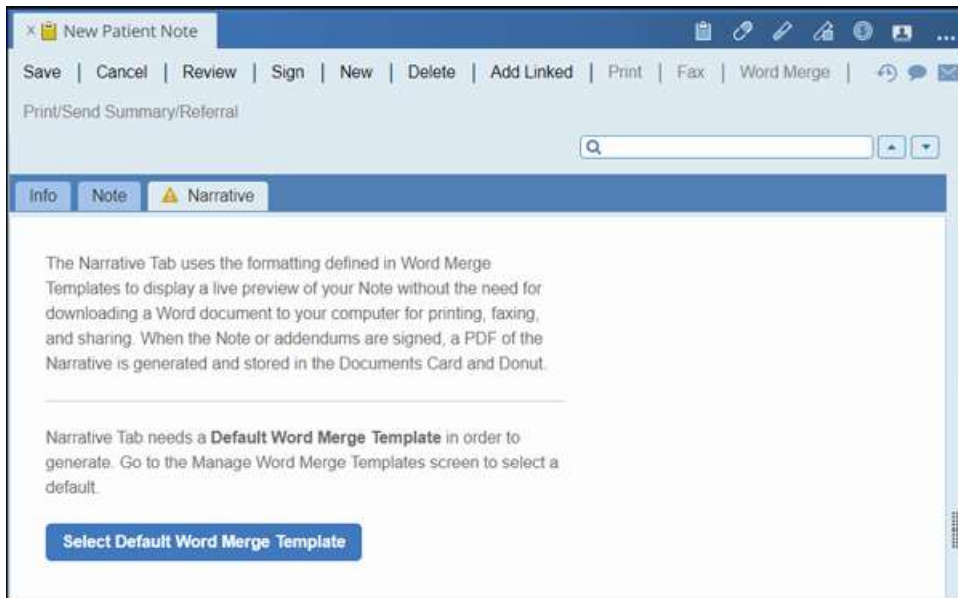 × New Patient Note
...
Save | Cancel | Review | Sign | New | Delete | Add Linked | Print | Fax | Word Merge |
Print/Send Summary/Referral
Info Note Narrative
The Narrative Tab uses the formatting defined in Word Merge
Templates to display a live preview of your Note without the need for
downloading a Word document to your computer for printing, faxing,
and sharing. When the Note or addendums are signed, a PDF of the
Narrative is generated and stored in the Documents Card and Donut.
Narrative Tab needs a Default Word Merge Template in order to
generate. Go to the Manage Word Merge Templates screen to select a
default.
Select Default Word Merge Template